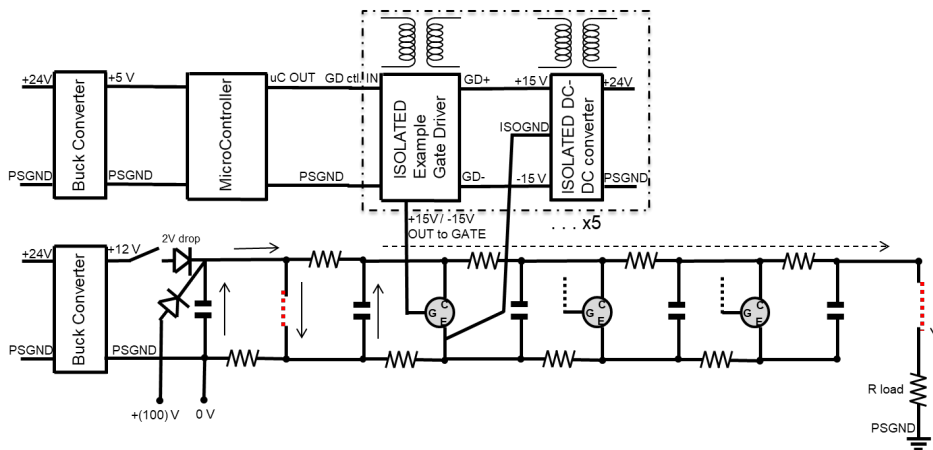 +24V
Buck Converter
+5 V
PSGND
PSGND
MicroController
uC OUT
PSGND
GD ctl. IN
ISOLATED
Example
Gate Driver
GD+
GD-
+15 V
ISOGND
-15 V
ISOLATED DC-
DC converter
+24V
PSGND
+15V / -15V
OUT to GATE
. . . x5
+24V
Buck Converter
+12 V
2V drop
PSGND
PSGND
+(100) V
0 V
G
C
E
G
C
E
G
C
E
R load
PSGND